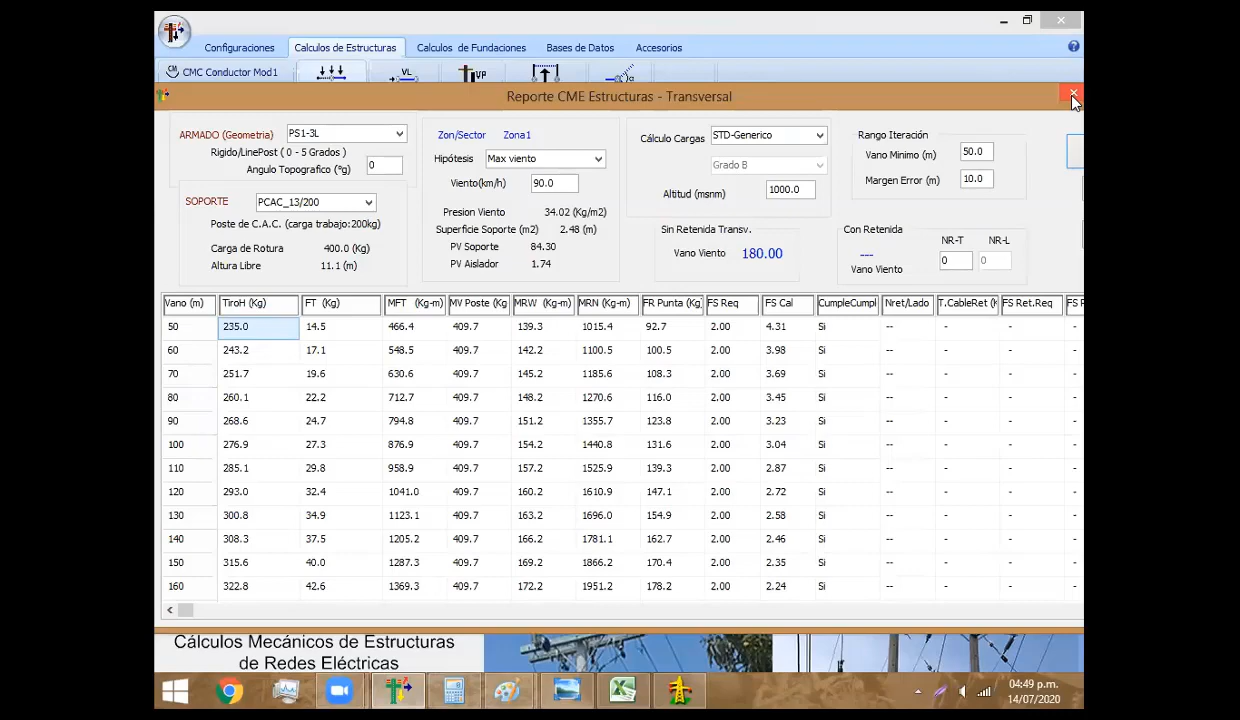 Configuraciones Calculos de Estructuras Calculos de Fundaciones Bases de Datos Accesorios
CMC Conductor Mod1 VL VP
Reporte CME Estructuras - Transversal
ARMADO (Geometria) PS1-3L
Rigido/LinePost ( 0 - 5 Grados )
Angulo Topografico (ºg) 0
SOPORTE PCAC_13/200
Poste de C.A.C. (carga trabajo:200kg)
Carga de Rotura 400.0 (Kg)
Altura Libre 11.1 (m)
Zon/Sector Zona1
Hipótesis Max viento
Viento(km/h) 90.0
Presion Viento 34.02 (Kg/m2)
Superficie Soporte (m2) 2.48 (m)
PV Soporte 84.30
PV Aislador 1.74
Cálculo Cargas STD-Generico
Grado B
Altitud (msnm) 1000.0
Sin Retenida Transv.
Vano Viento 180.00
Rango Iteración
Vano Minimo (m) 50.0
Margen Error (m) 10.0
Con Retenida
NR-T NR-L
--- 0 0
Vano Viento
Vano (m) TiroH (Kg) FT (Kg) MFT (Kg-m) MV Poste (Kg MRW (Kg-m) MRN (Kg-m) FR Punta (Kg FS Req FS Cal CumpleCumpl Nret/Lado T.CableRet (K FS Ret.Req FS R
50 235.0 14.5 466.4 409.7 139.3 1015.4 92.7 2.00 4.31 Si -- - - -
60 243.2 17.1 548.5 409.7 142.2 1100.5 100.5 2.00 3.98 Si -- - - -
70 251.7 19.6 630.6 409.7 145.2 1185.6 108.3 2.00 3.69 Si -- - - -
80 260.1 22.2 712.7 409.7 148.2 1270.6 116.0 2.00 3.45 Si -- - - -
90 268.6 24.7 794.8 409.7 151.2 1355.7 123.8 2.00 3.23 Si -- - - -
100 276.9 27.3 876.9 409.7 154.2 1440.8 131.6 2.00 3.04 Si -- - - -
110 285.1 29.8 958.9 409.7 157.2 1525.9 139.3 2.00 2.87 Si -- - - -
120 293.0 32.4 1041.0 409.7 160.2 1610.9 147.1 2.00 2.72 Si -- - - -
130 300.8 34.9 1123.1 409.7 163.2 1696.0 154.9 2.00 2.58 Si -- - - -
140 308.3 37.5 1205.2 409.7 166.2 1781.1 162.7 2.00 2.46 Si -- - - -
150 315.6 40.0 1287.3 409.7 169.2 1866.2 170.4 2.00 2.35 Si -- - - -
160 322.8 42.6 1369.3 409.7 172.2 1951.2 178.2 2.00 2.24 Si -- - - -
Cálculos Mecánicos de Estructuras
de Redes Eléctricas
04:49 p.m.
14/07/2020